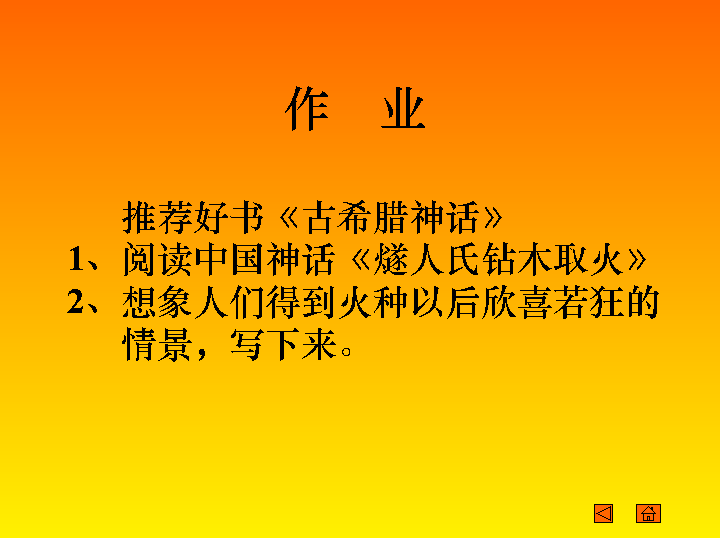 作 业
推荐好书《古希腊神话》
1、阅读中国神话《燧人氏钻木取火》
2、想象人们得到火种以后欣喜若狂的
情景，写下来。